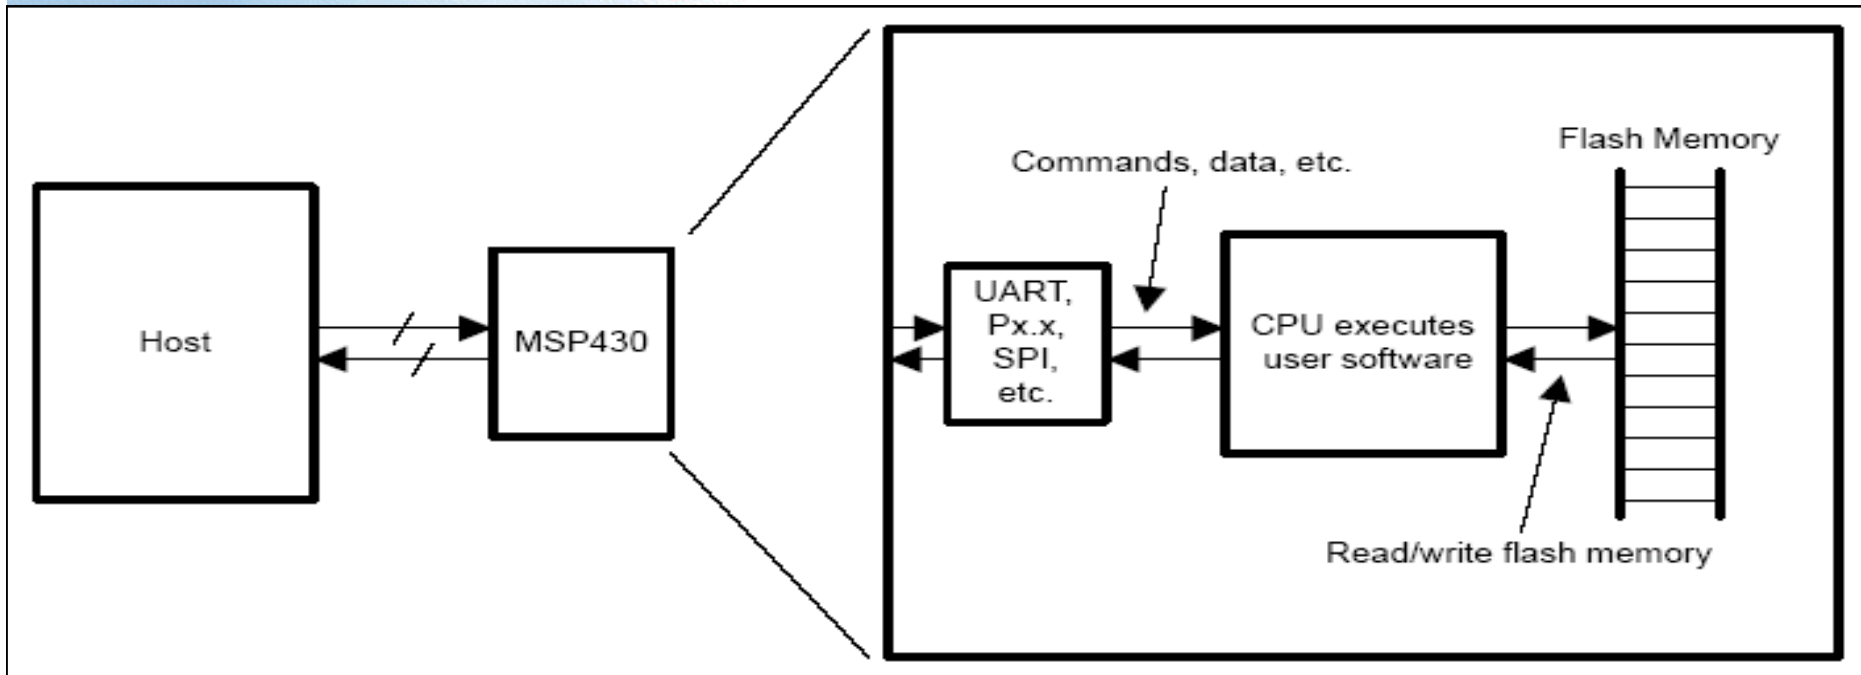 Host
MSP430
Commands, data, etc.
Flash Memory
UART,
Px.x,
SPI,
etc.
CPU executes
user software
Read/write flash memory